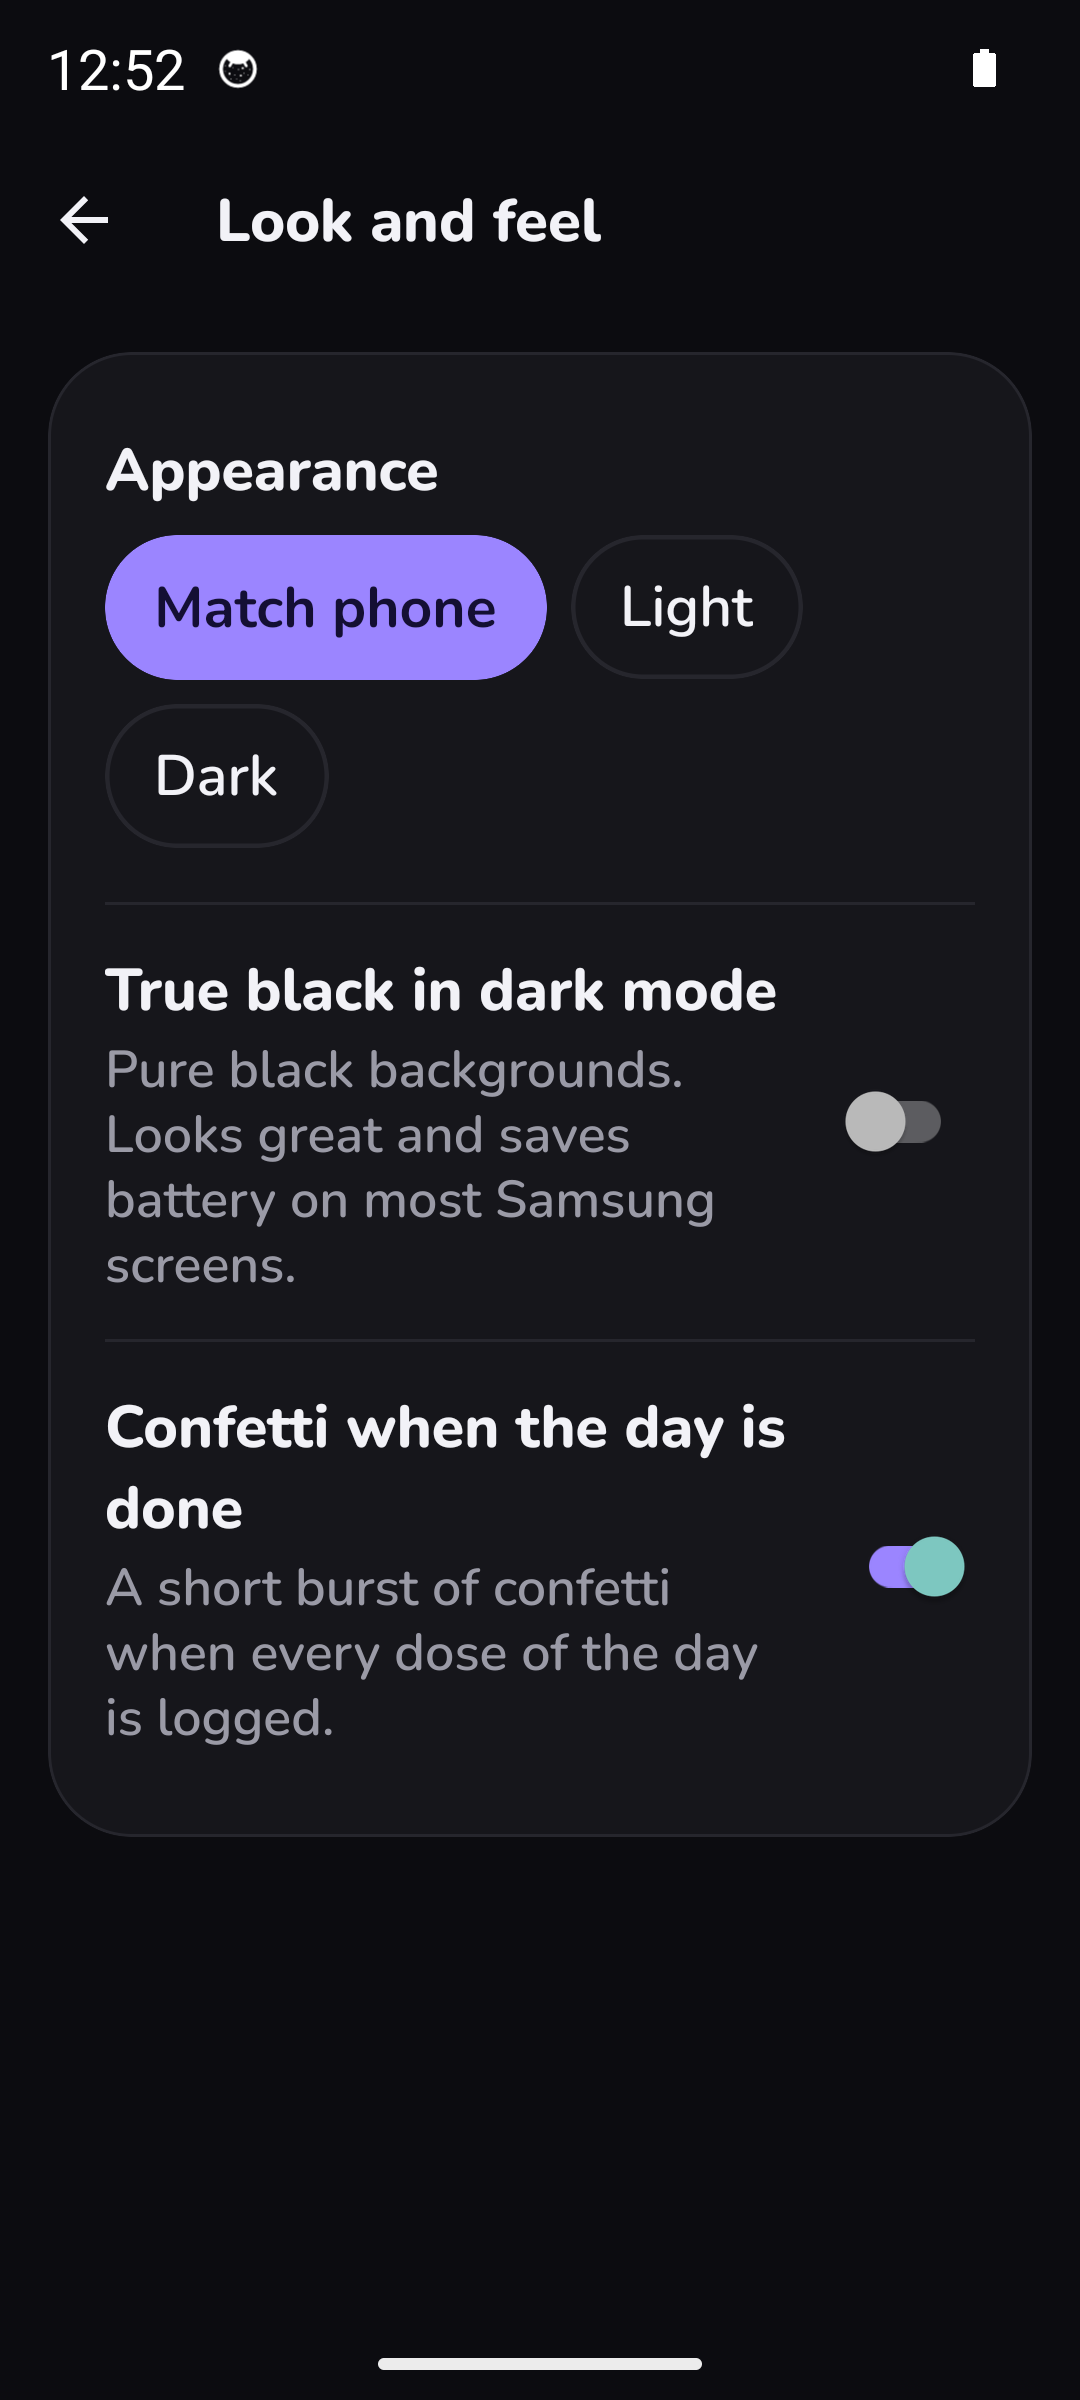 12:52
Look and feel
Appearance
Match phone
Light
Dark
True black in dark mode
Pure black backgrounds.
Looks great and saves
battery on most Samsung
screens.
Confetti when the day is
done
A short burst of confetti
when every dose of the day
is logged.